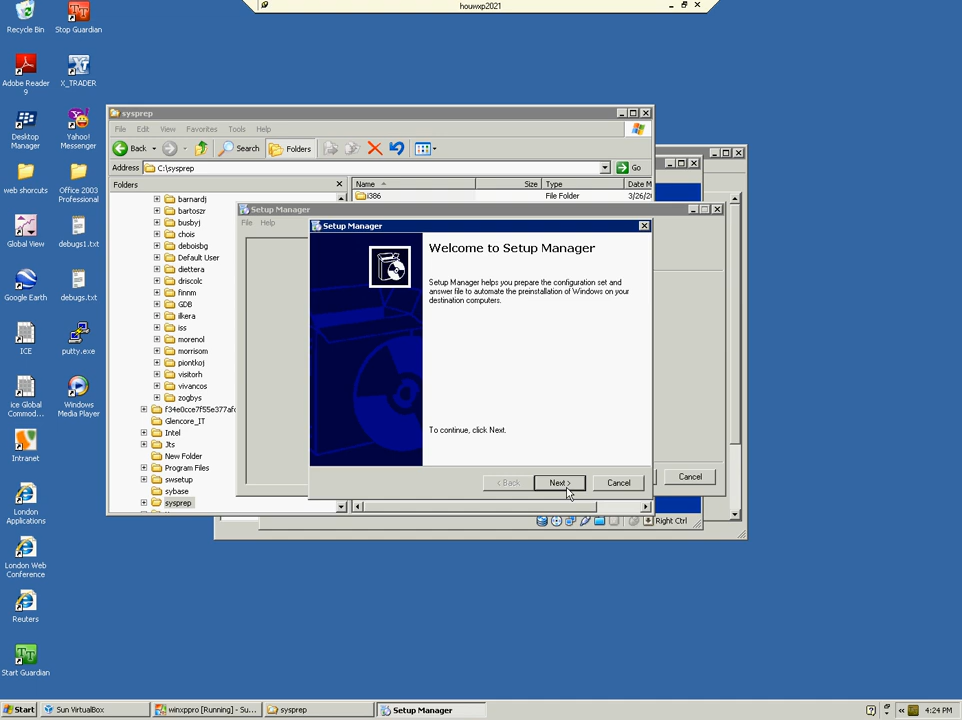 houwxp2021
Recycle Bin
Stop Guardian
Adobe Reader
9
X_TRADER
Desktop
Manager
Yahoo!
Messenger
web shorcuts
Office 2003
Professional
Global View
debugs1.txt
Google Earth
debugs.txt
ICE
putty.exe
ice Global
Commod...
Windows
Media Player
Intranet
London
Applications
London Web
Conference
Reuters
Start Guardian
sysprep
File Edit View Favorites Tools Help
Back Search Folders
Address C:\sysprep Go
Folders
Name Size Type Date M
i386 File Folder 3/26/2
barnardj
bartoszr
busbyj
chois
deboisbg
Default User
diettera
driscolc
finnm
GDB
ilkera
iss
morenol
morrisom
piontkoj
visitorh
vivancos
zogbys
Glencore_IT
Intel
Jts
New Folder
Program Files
swsetup
sybase
sysprep
Setup Manager
File Help
Cancel
Setup Manager
Welcome to Setup Manager
Setup Manager helps you prepare the configuration set and
answer file to automate the preinstallation of Windows on your
destination computers.
To continue, click Next.
< Back Next > Cancel
Right Ctrl
Start Sun VirtualBox winxppro [Running] - Su... sysprep Setup Manager 4:24 PM